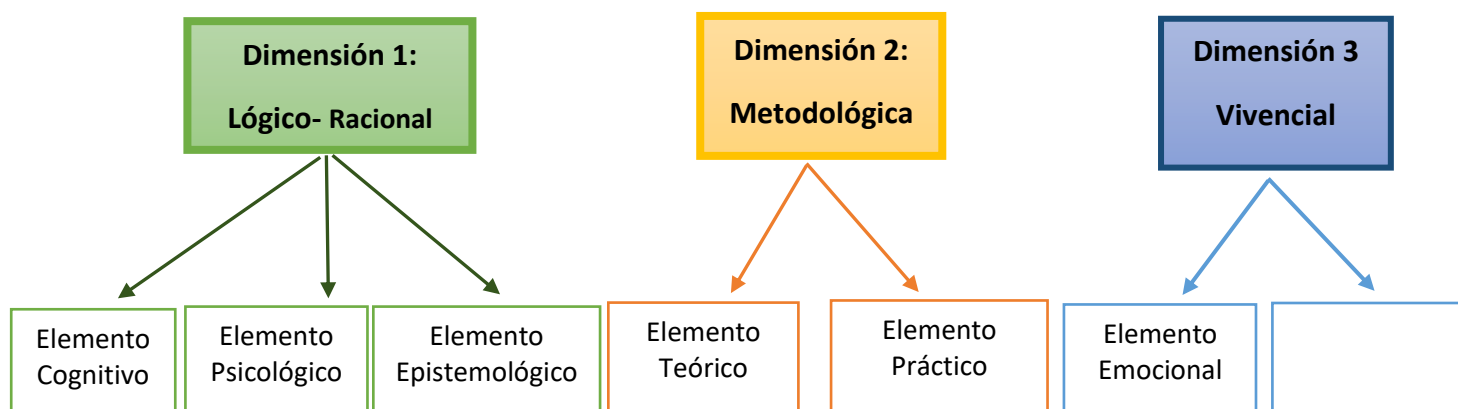 Dimensión 1:
Lógico- Racional
Dimensión 2:
Metodológica
Dimensión 3
Vivencial
Elemento
Cognitivo
Elemento
Psicológico
Elemento
Epistemológico
Elemento
Teórico
Elemento
Práctico
Elemento
Emocional